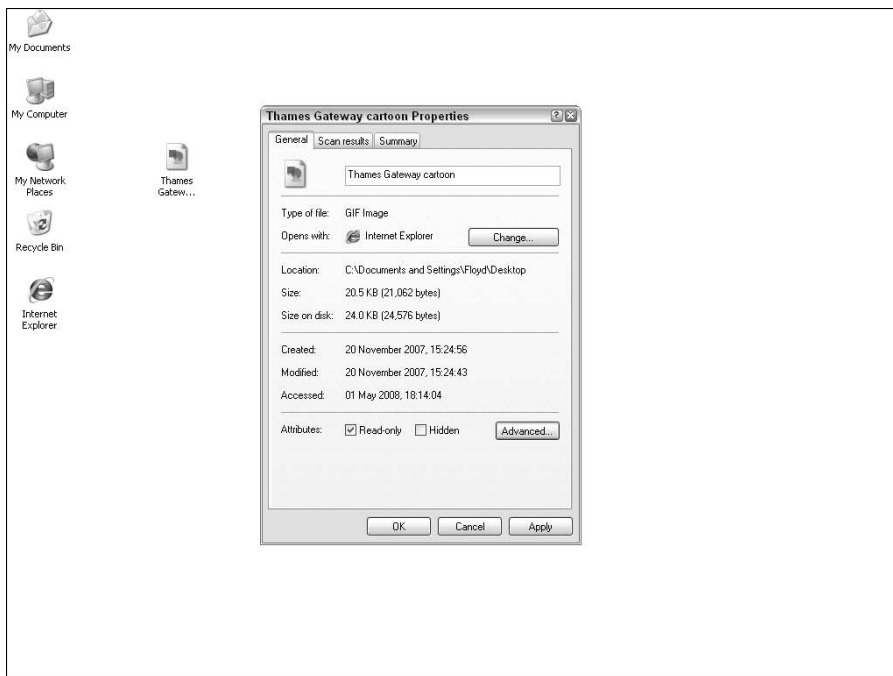 My Documents
My Computer
My Network
Places
Recycle Bin
Internet
Explorer
Thames
Gatew...
Thames Gateway cartoon Properties
General Scan results Summary
Thames Gateway cartoon
Type of file: GIF Image
Opens with: Internet Explorer Change...
Location: C:\Documents and Settings\Floyd\Desktop
Size: 20.5 KB (21,062 bytes)
Size on disk: 24.0 KB (24,576 bytes)
Created: 20 November 2007, 15:24:56
Modified: 20 November 2007, 15:24:43
Accessed: 01 May 2008, 18:14:04
Attributes: Read-only Hidden Advanced...
OK Cancel Apply